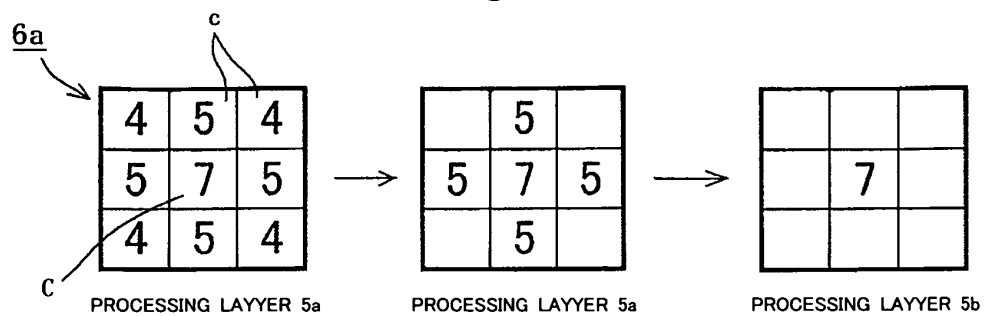 c
6a
4 5 4
5 7 5
4 5 4
C
PROCESSING LAYYER 5a
5
5 7 5
5
PROCESSING LAYYER 5a
7
PROCESSING LAYYER 5b